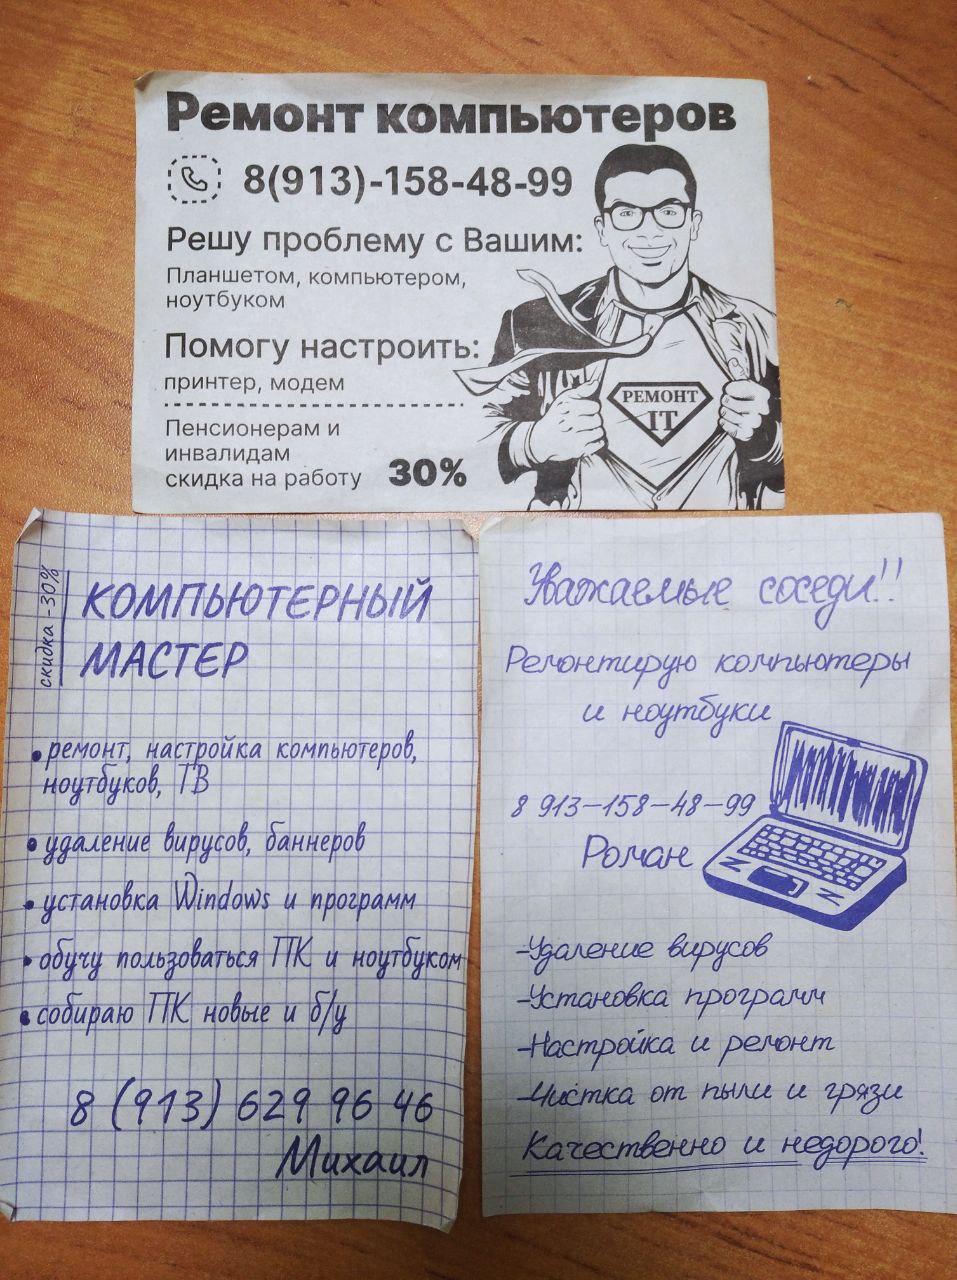 Ремонт компьютеров
8(913)-158-48-99
Решу проблему с Вашим:
Планшетом, компьютером,
ноутбуком
Помогу настроить:
принтер, модем
Пенсионерам и
инвалидам
скидка на работу 30%
РЕМОНТ
IT
скидка -30%
КОМПЬЮТЕРНЫЙ
МАСТЕР
• ремонт, настройка компьютеров,
ноутбуков, ТВ
• удаление вирусов, баннеров
• установка Windows и программ
• обучу пользоваться ПК и ноутбуком
• собираю ПК новые и б/у
8 (913) 629 96 46
Михаил
Уважаемые соседи!!
Ремонтирую компьютеры
и ноутбуки
8 913-158-48-99
Роман
-Удаление вирусов
-Установка программ
-Настройка и ремонт
-Чистка от пыли и грязи
Качественно и недорого!